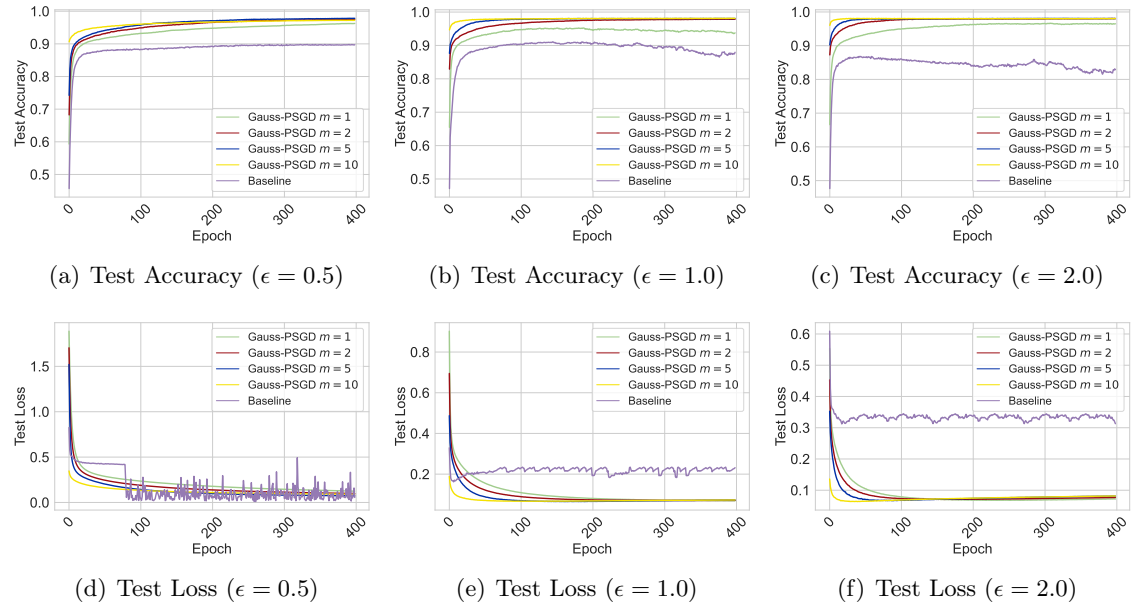 1.0
0.9
0.8
0.7
0.6
0.5
Test Accuracy
Gauss-PSGD m = 1
Gauss-PSGD m = 2
Gauss-PSGD m = 5
Gauss-PSGD m = 10
Baseline
0
100
200
300
400
Epoch
(a) Test Accuracy (ϵ = 0.5)
1.0
0.9
0.8
0.7
0.6
0.5
Test Accuracy
Gauss-PSGD m = 1
Gauss-PSGD m = 2
Gauss-PSGD m = 5
Gauss-PSGD m = 10
Baseline
0
100
200
300
400
Epoch
(b) Test Accuracy (ϵ = 1.0)
1.0
0.9
0.8
0.7
0.6
0.5
Test Accuracy
Gauss-PSGD m = 1
Gauss-PSGD m = 2
Gauss-PSGD m = 5
Gauss-PSGD m = 10
Baseline
0
100
200
300
400
Epoch
(c) Test Accuracy (ϵ = 2.0)
1.5
1.0
0.5
0.0
Test Loss
Gauss-PSGD m = 1
Gauss-PSGD m = 2
Gauss-PSGD m = 5
Gauss-PSGD m = 10
Baseline
0
100
200
300
400
Epoch
(d) Test Loss (ϵ = 0.5)
0.8
0.6
0.4
0.2
Test Loss
Gauss-PSGD m = 1
Gauss-PSGD m = 2
Gauss-PSGD m = 5
Gauss-PSGD m = 10
Baseline
0
100
200
300
400
Epoch
(e) Test Loss (ϵ = 1.0)
0.6
0.5
0.4
0.3
0.2
0.1
Test Loss
Gauss-PSGD m = 1
Gauss-PSGD m = 2
Gauss-PSGD m = 5
Gauss-PSGD m = 10
Baseline
0
100
200
300
400
Epoch
(f) Test Loss (ϵ = 2.0)